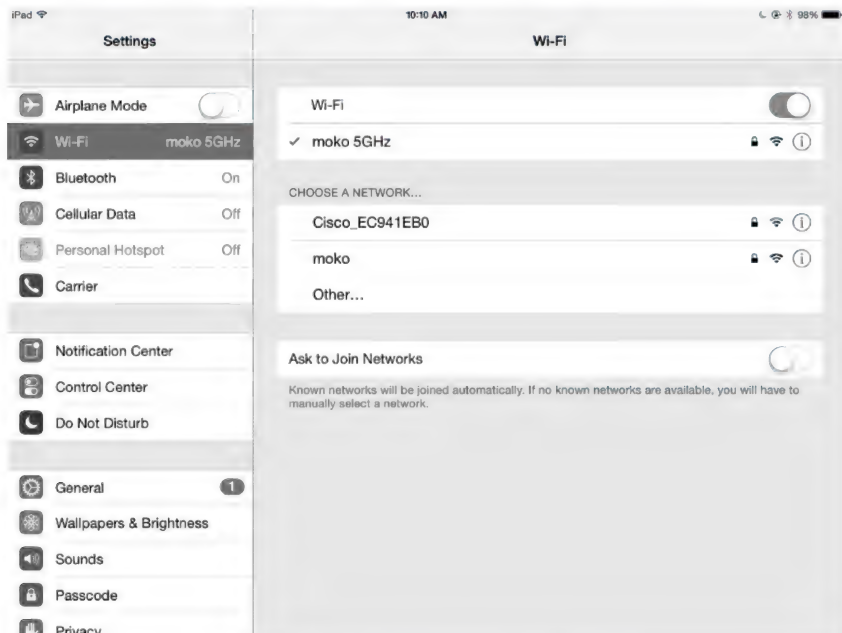 iPad 10:10 AM 98%
Settings
Wi-Fi
Airplane Mode
Wi-Fi moko 5GHz
Bluetooth On
Cellular Data Off
Personal Hotspot Off
Carrier
Notification Center
Control Center
Do Not Disturb
General 1
Wallpapers & Brightness
Sounds
Passcode
Privacy
Wi-Fi
moko 5GHz
CHOOSE A NETWORK...
Cisco_EC941EB0
moko
Other...
Ask to Join Networks
Known networks will be joined automatically. If no known networks are available, you will have to
manually select a network.